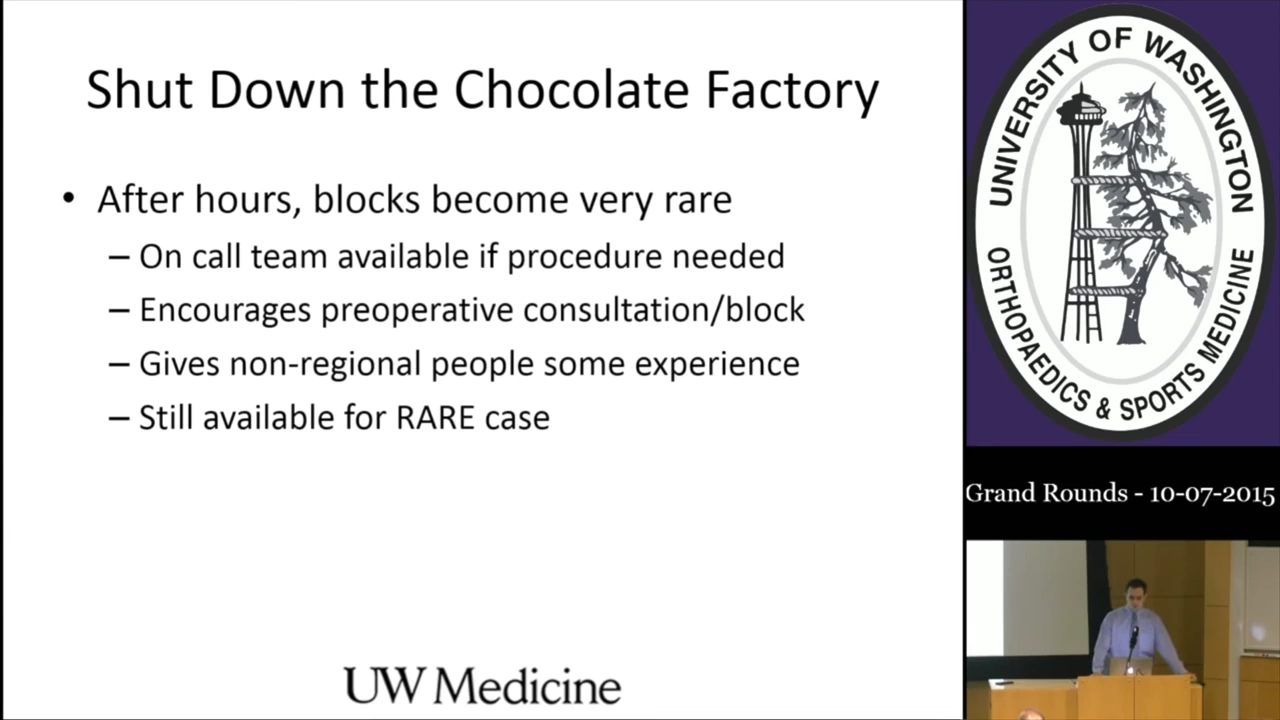 Shut Down the Chocolate Factory
• After hours, blocks become very rare
– On call team available if procedure needed
– Encourages preoperative consultation/block
– Gives non-regional people some experience
– Still available for RARE case
UW Medicine
UNIVERSITY OF WASHINGTON
ORTHOPAEDICS & SPORTS MEDICINE
Grand Rounds - 10-07-2015